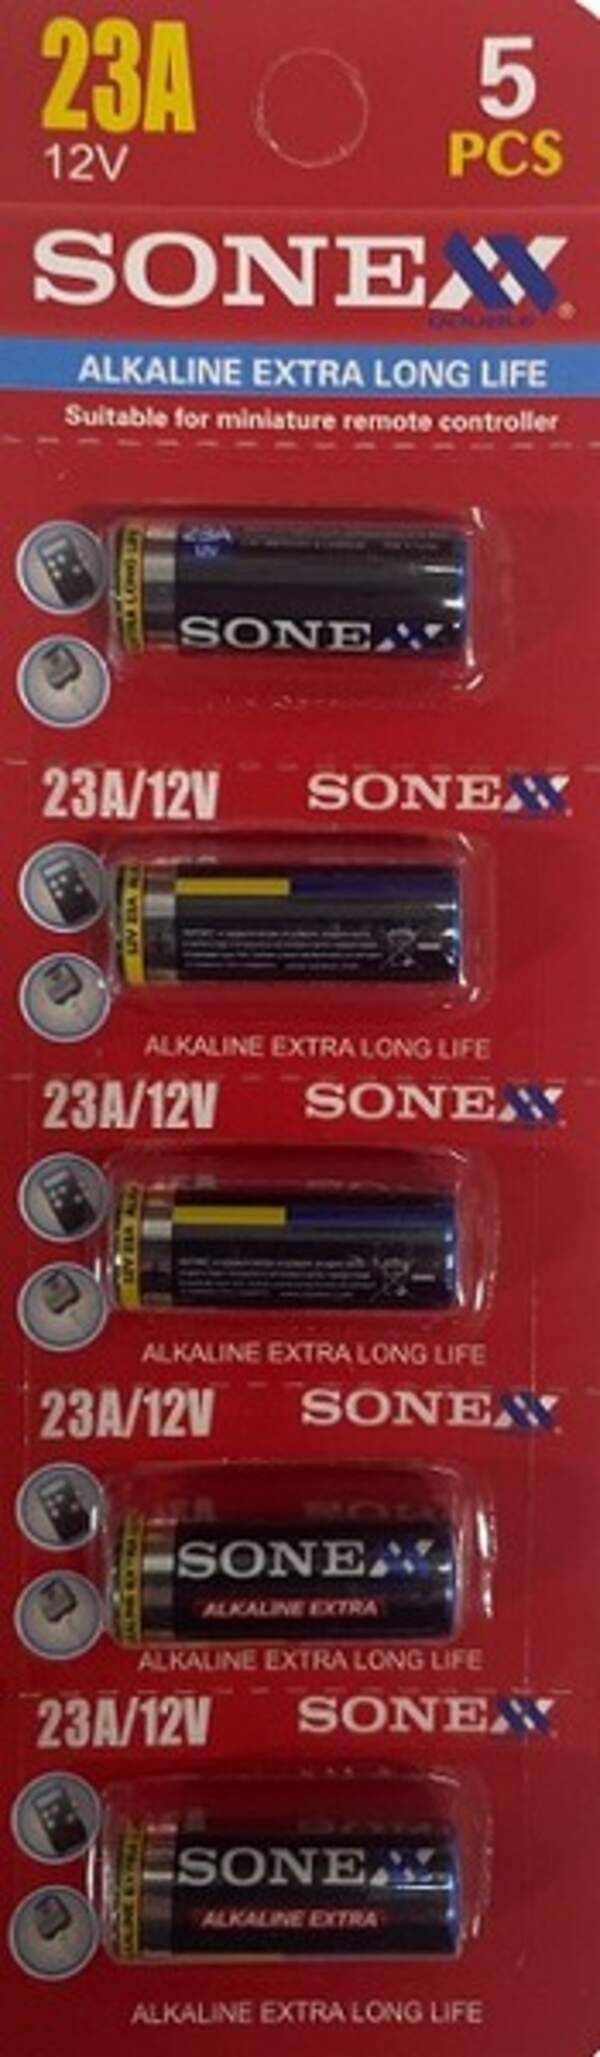 23A
12V
5
PCS
SONEXX
double
ALKALINE EXTRA LONG LIFE
Suitable for miniature remote controller
23A
12V
SONEXX
23A/12V
SONEXX
ALKALINE EXTRA LONG LIFE
23A/12V
SONEXX
ALKALINE EXTRA LONG LIFE
23A/12V
SONEXX
SONEXX
ALKALINE EXTRA
ALKALINE EXTRA LONG LIFE
23A/12V
SONEXX
SONEXX
ALKALINE EXTRA
ALKALINE EXTRA LONG LIFE